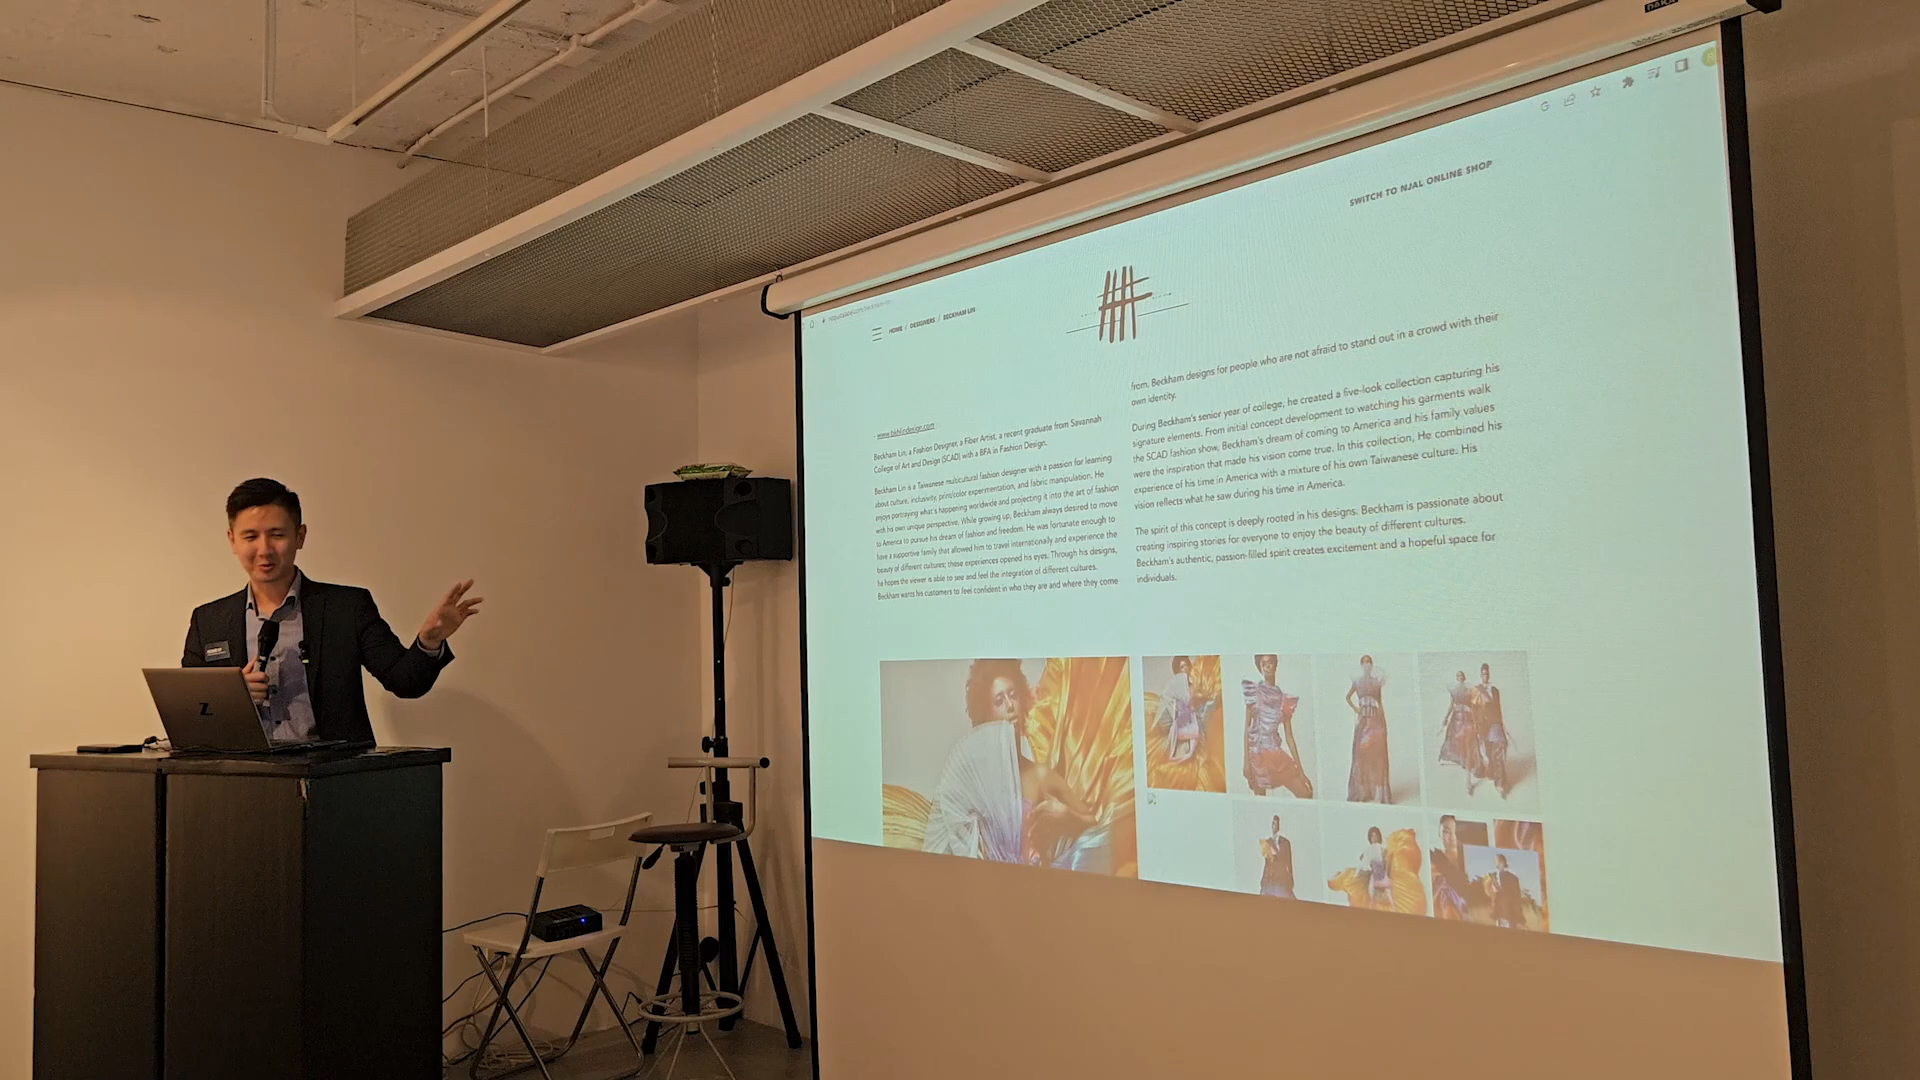 SWITCH TO NJAL ONLINE SHOP
HOME / DESIGNERS / BECKHAM LIN
Beckham Lin, a Fashion Designer, a Fiber Artist, a recent graduate from Savannah
College of Art and Design (SCAD) with a BFA in Fashion Design.
Beckham Lin is a Taiwanese multicultural fashion designer with a passion for learning
about culture, inclusivity, print/color experimentation, and fabric manipulation. He
enjoys portraying what's happening worldwide and projecting it into the art of fashion
with his own unique perspective. While growing up, Beckham always desired to move
to America to pursue his dream of fashion and freedom. He was fortunate enough to
have a supportive family that allowed him to travel internationally and experience the
beauty of different cultures; these experiences opened his eyes. Through his designs,
he hopes the viewer is able to see and feel the integration of different cultures.
Beckham wants his customers to feel confident in who they are and where they come
from. Beckham designs for people who are not afraid to stand out in a crowd with their
own identity.
During Beckham's senior year of college, he created a five-look collection capturing his
signature elements. From initial concept development to watching his garments walk
the SCAD fashion show, Beckham's dream of coming to America and his family values
were the inspiration that made his vision come true. In this collection, He combined his
experience of his time in America with a mixture of his own Taiwanese culture. His
vision reflects what he saw during his time in America.
The spirit of this concept is deeply rooted in his designs. Beckham is passionate about
creating inspiring stories for everyone to enjoy the beauty of different cultures.
Beckham's authentic, passion-filled spirit creates excitement and a hopeful space for
individuals.